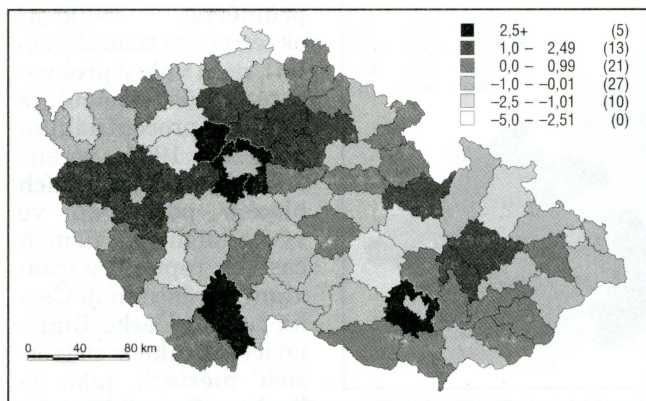 2,5+ (5)
1,0 – 2,49 (13)
0,0 – 0,99 (21)
–1,0 – –0,01 (27)
–2,5 – –1,01 (10)
–5,0 – –2,51 (0)
0 40 80 km